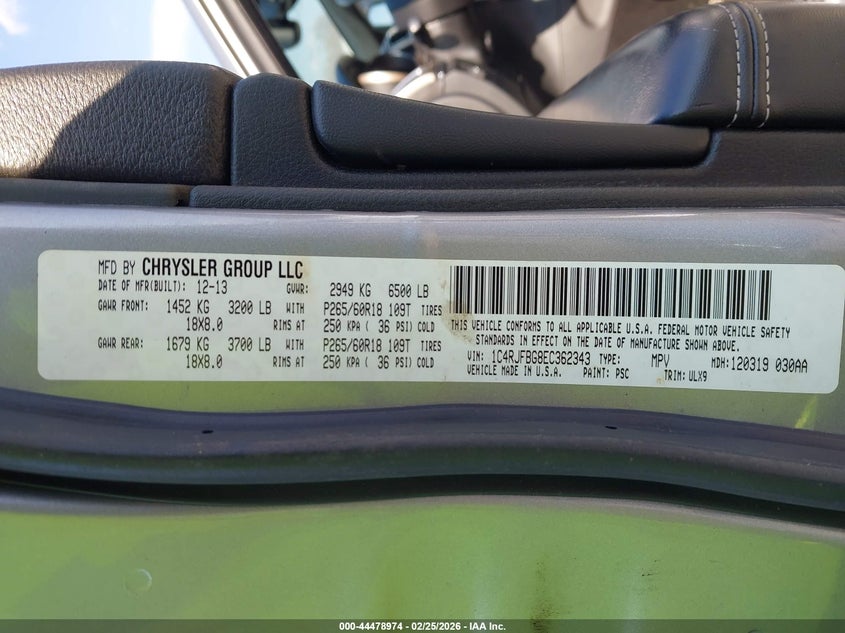 MFD BY CHRYSLER GROUP LLC
DATE OF MFR(BUILT): 12-13 GVWR: 2949 KG 6500 LB
GAWR FRONT: 1452 KG 3200 LB WITH P265/60R18 109T TIRES
18X8.0 RIMS AT 250 KPA ( 36 PSI) COLD
GAWR REAR: 1679 KG 3700 LB WITH P265/60R18 109T TIRES
18X8.0 RIMS AT 250 KPA ( 36 PSI) COLD
THIS VEHICLE CONFORMS TO ALL APPLICABLE U.S.A. FEDERAL MOTOR VEHICLE SAFETY
STANDARDS IN EFFECT ON THE DATE OF MANUFACTURE SHOWN ABOVE.
VIN: 1C4RJFBG8EC362343 TYPE: MPV MDH:120319 030AA
VEHICLE MADE IN U.S.A. PAINT: PSC TRIM: ULX9
000-44478974 | 02/25/2026 - IAA Inc.